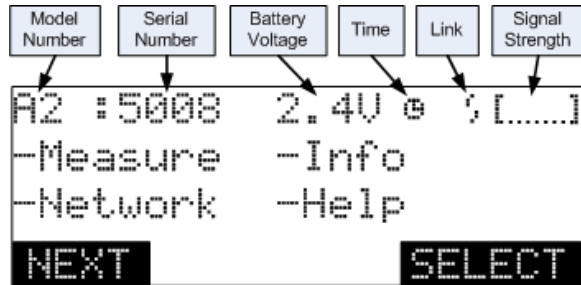 Model Number
Serial Number
Battery Voltage
Time
Link
Signal Strength
A2 :5008 2.4V [......]
-Measure -Info
-Network -Help
NEXT SELECT